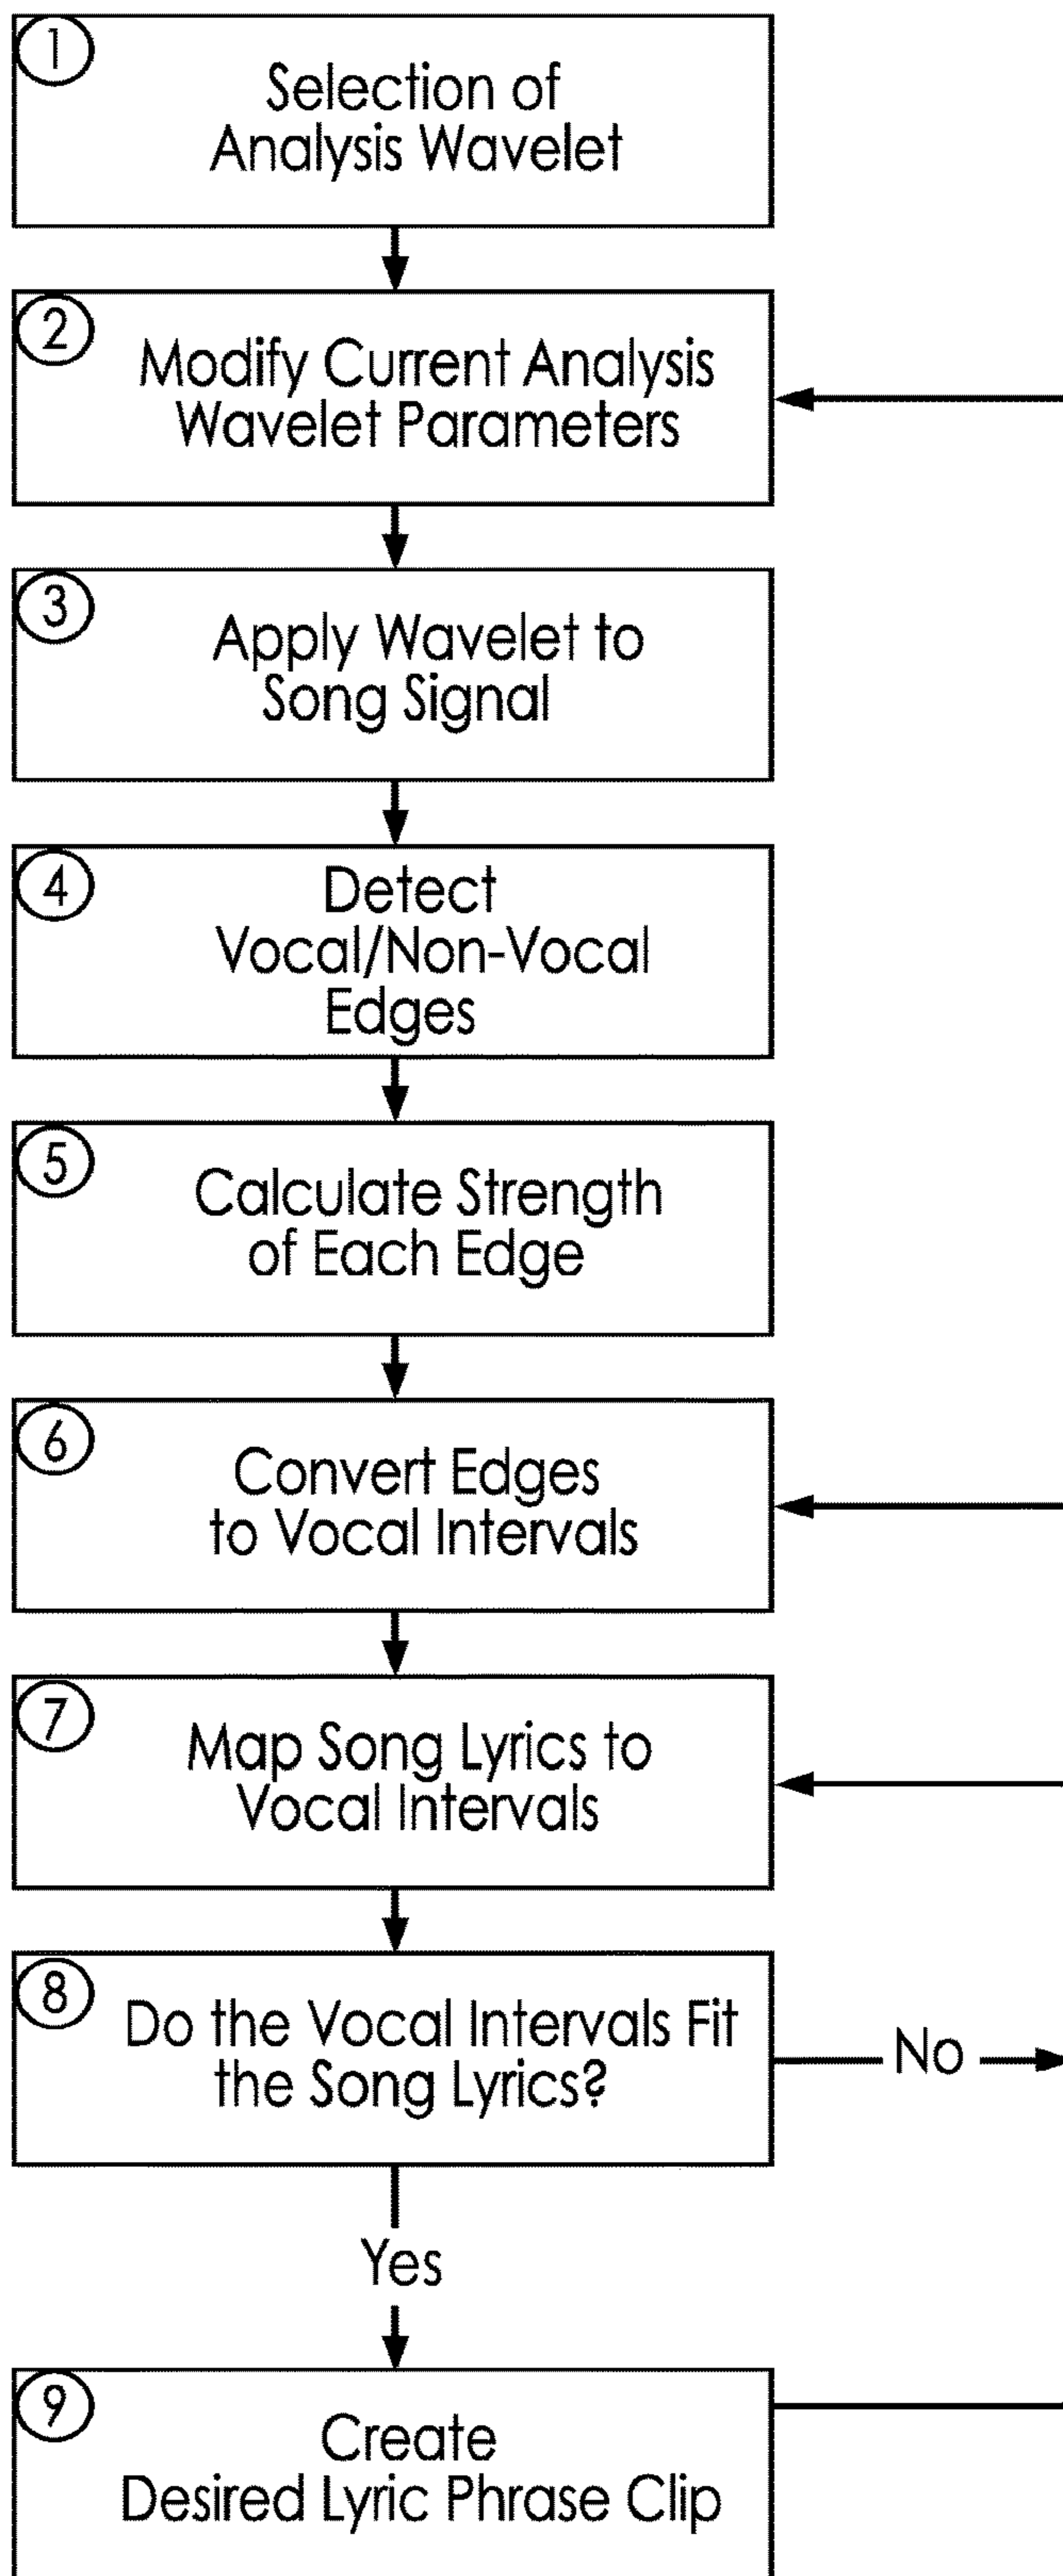 1
Selection of
Analysis Wavelet
2
Modify Current Analysis
Wavelet Parameters
3
Apply Wavelet to
Song Signal
4
Detect
Vocal/Non-Vocal
Edges
5
Calculate Strength
of Each Edge
6
Convert Edges
to Vocal Intervals
7
Map Song Lyrics to
Vocal Intervals
8
Do the Vocal Intervals Fit
the Song Lyrics?
No
Yes
9
Create
Desired Lyric Phrase Clip